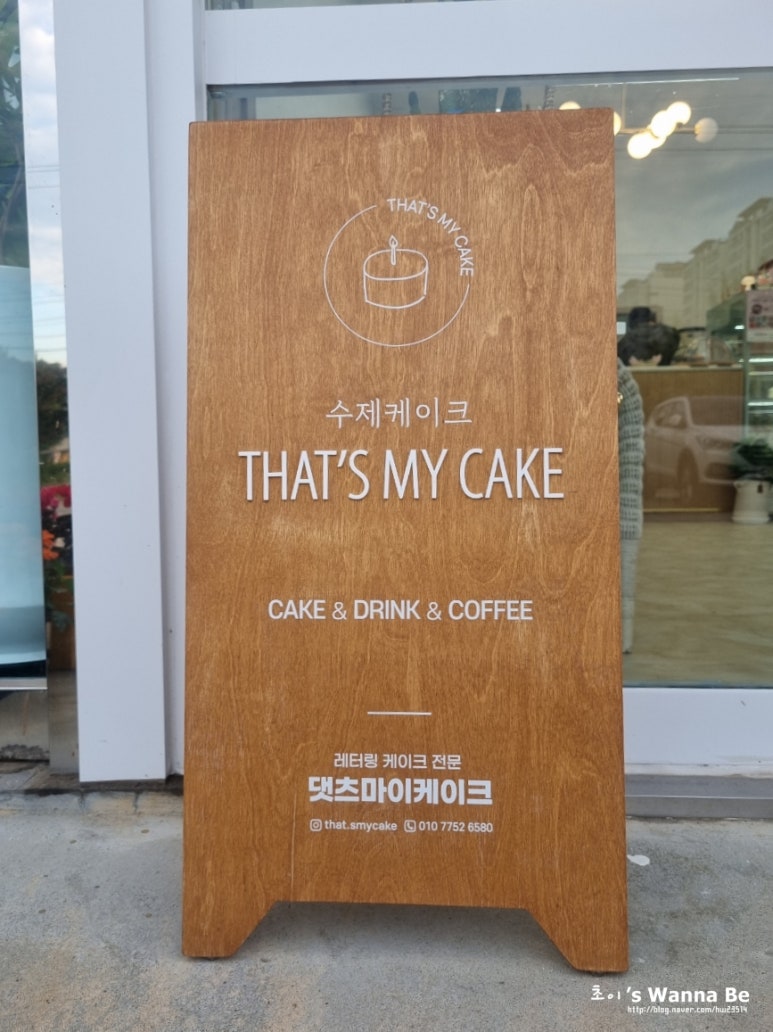 THAT'S MY CAKE
수제케이크
THAT'S MY CAKE
CAKE & DRINK & COFFEE
레터링 케이크 전문
댓츠마이케이크
that.smycake 010 7752 6580
초이's Wanna Be
http://blog.naver.com/hw23514